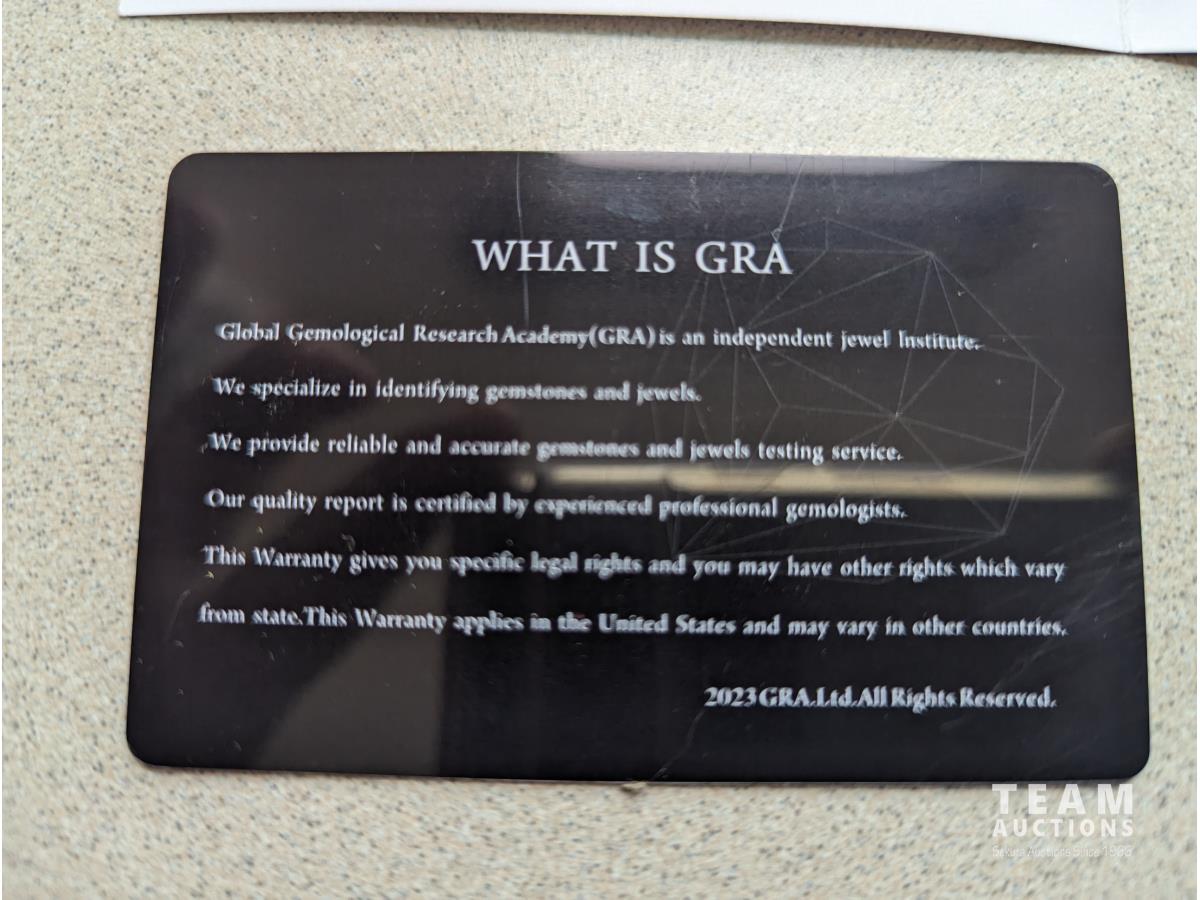 WHAT IS GRA
Global Gemological Research Academy(GRA) is an independent jewel Institute.
We specialize in identifying gemstones and jewels.
We provide reliable and accurate gemstones and jewels testing service.
Our quality report is certified by experienced professional gemologists.
This Warranty gives you specific legal rights and you may have other rights which vary
from state.This Warranty applies in the United States and may vary in other countries.
2023 GRA.Ltd.All Rights Reserved.
TEAM
AUCTIONS
Auctions Since 1966